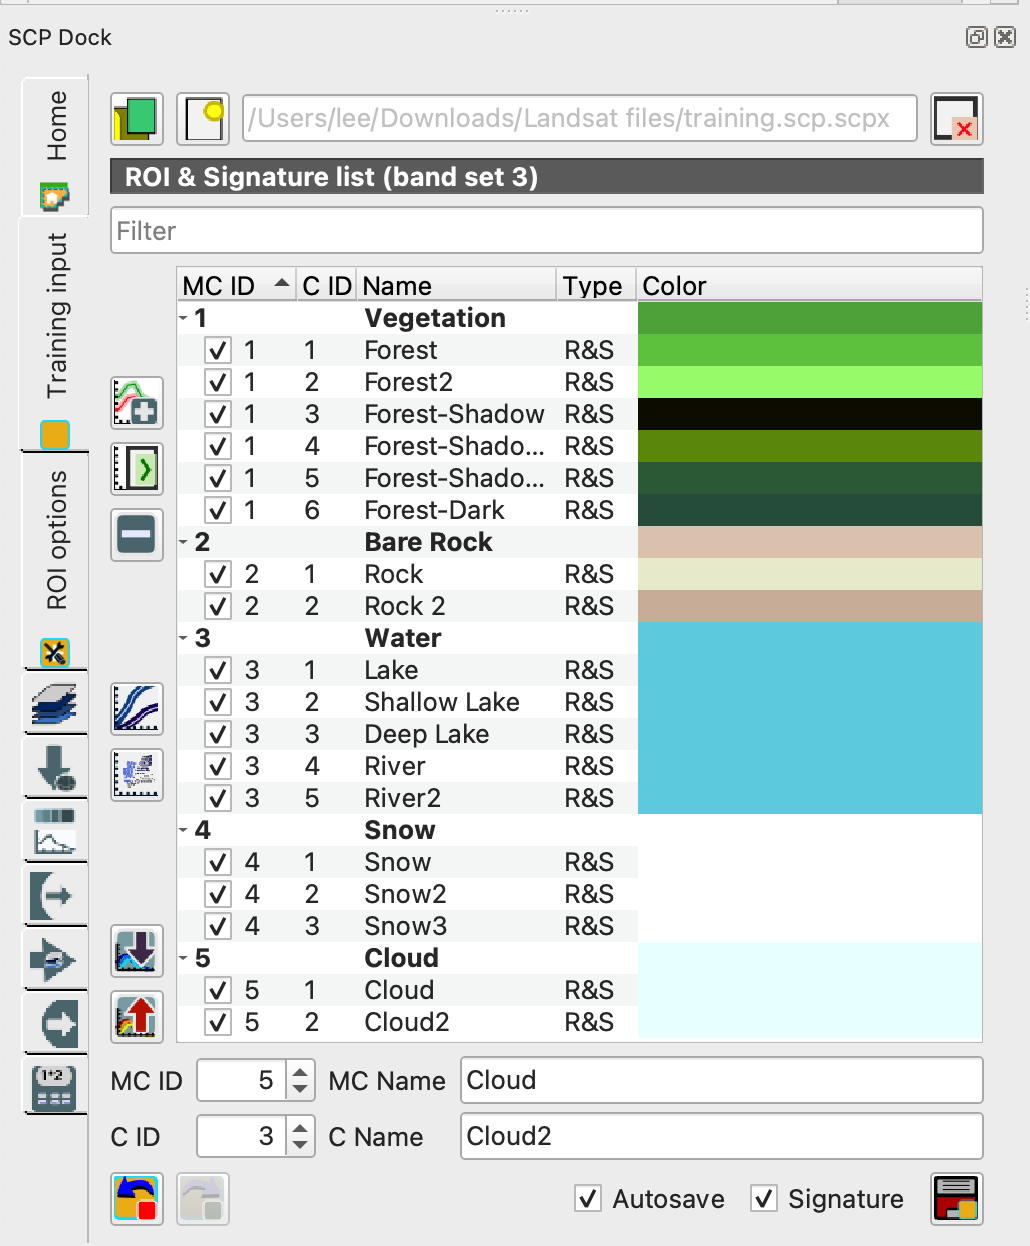 SCP Dock
Home
Training input
ROI options
/Users/lee/Downloads/Landsat files/training.scp.scpx
ROI & Signature list (band set 3)
Filter
MC ID C ID Name Type Color
1 Vegetation
1 1 Forest R&S
1 2 Forest2 R&S
1 3 Forest-Shadow R&S
1 4 Forest-Shado... R&S
1 5 Forest-Shado... R&S
1 6 Forest-Dark R&S
2 Bare Rock
2 1 Rock R&S
2 2 Rock 2 R&S
3 Water
3 1 Lake R&S
3 2 Shallow Lake R&S
3 3 Deep Lake R&S
3 4 River R&S
3 5 River2 R&S
4 Snow
4 1 Snow R&S
4 2 Snow2 R&S
4 3 Snow3 R&S
5 Cloud
5 1 Cloud R&S
5 2 Cloud2 R&S
1+2
MC ID 5 MC Name Cloud
C ID 3 C Name Cloud2
Autosave Signature